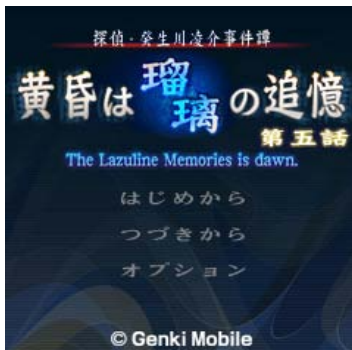 探偵・癸生川凌介事件譚
黄昏は瑠璃の追憶
第五話
The Lazuline Memories is dawn.
はじめから
つづきから
オプション
© Genki Mobile